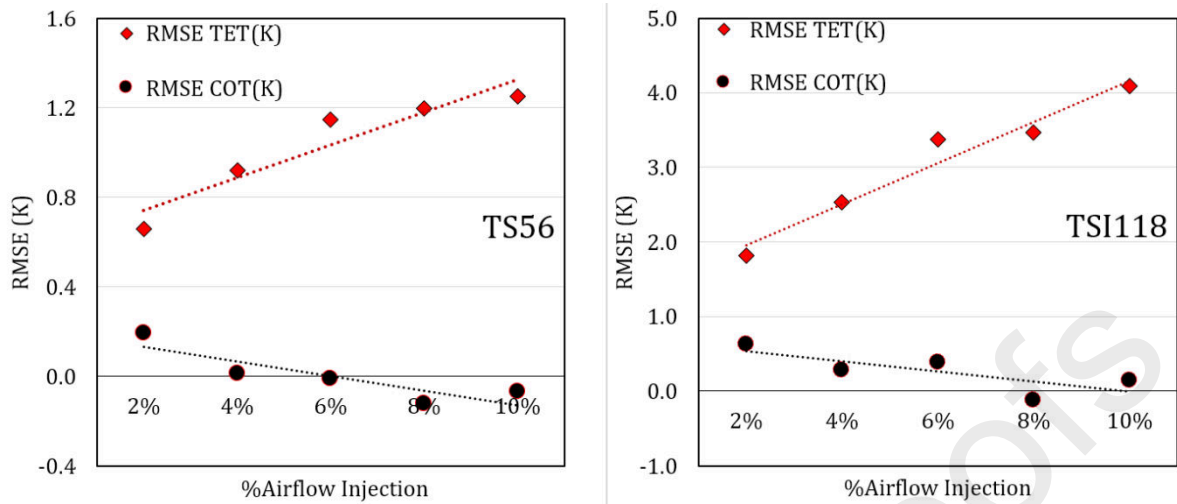 1.6
RMSE TET(K)
RMSE COT(K)
1.2
0.8
TS56
0.4
0.0
2% 4% 6% 8% 10%
-0.4
RMSE (K)
%Airflow Injection
5.0
RMSE TET(K)
RMSE COT(K)
4.0
3.0
TSI118
2.0
1.0
0.0
2% 4% 6% 8% 10%
-1.0
RMSE (K)
%Airflow Injection